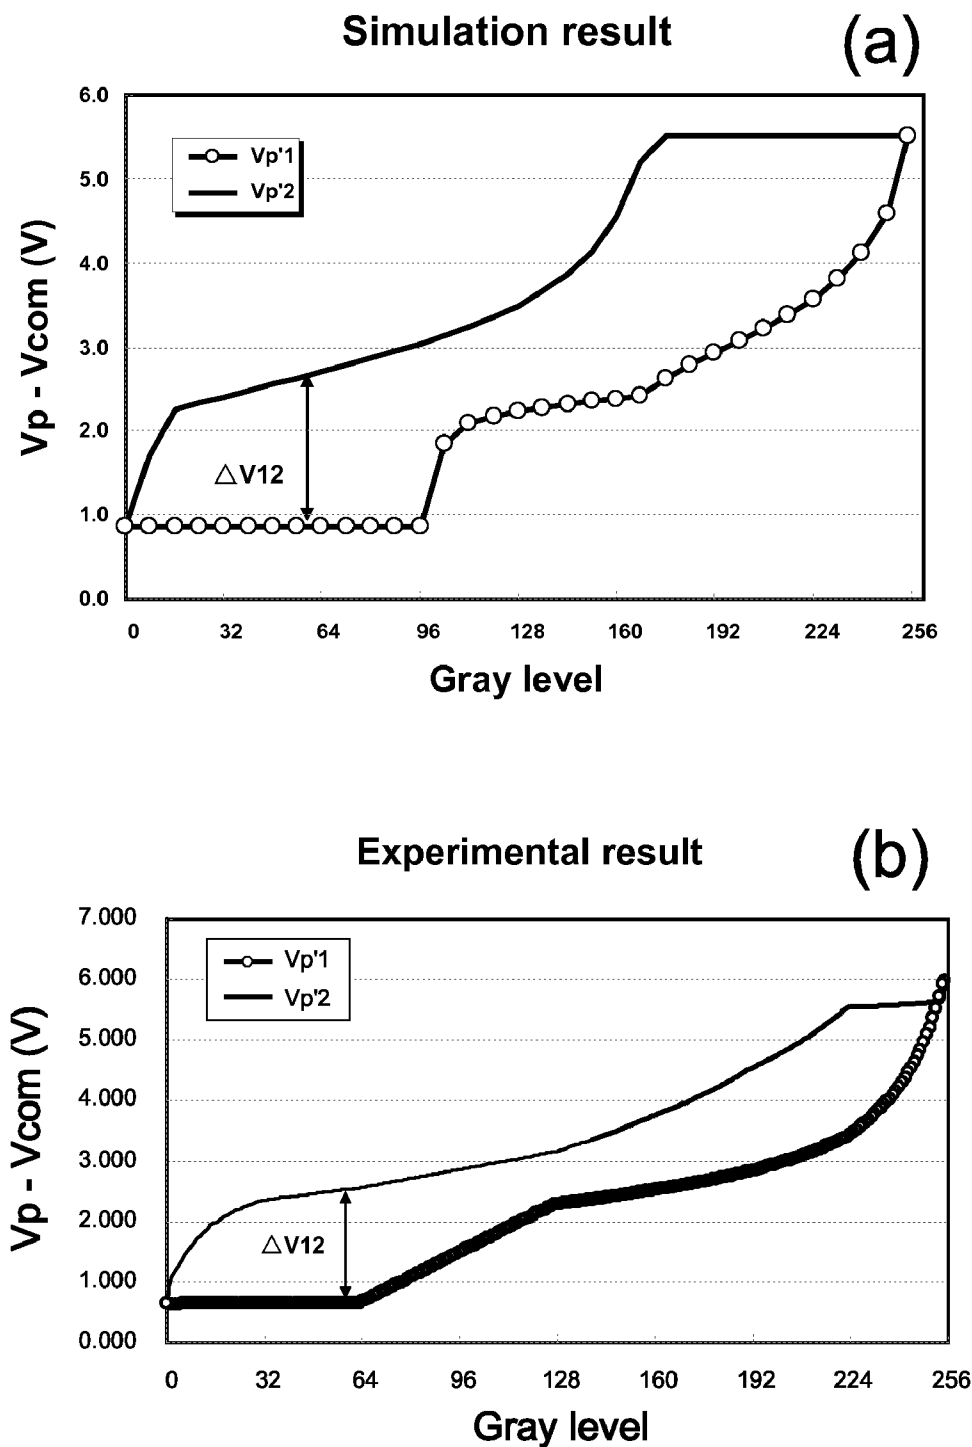 Simulation result
(a)
6.0
5.0
4.0
3.0
2.0
1.0
0.0
Vp - Vcom (V)
Vp'1
Vp'2
△V12
0 32 64 96 128 160 192 224 256
Gray level
Experimental result
(b)
7.000
6.000
5.000
4.000
3.000
2.000
1.000
0.000
Vp - Vcom (V)
Vp'1
Vp'2
△V12
0 32 64 96 128 160 192 224 256
Gray level